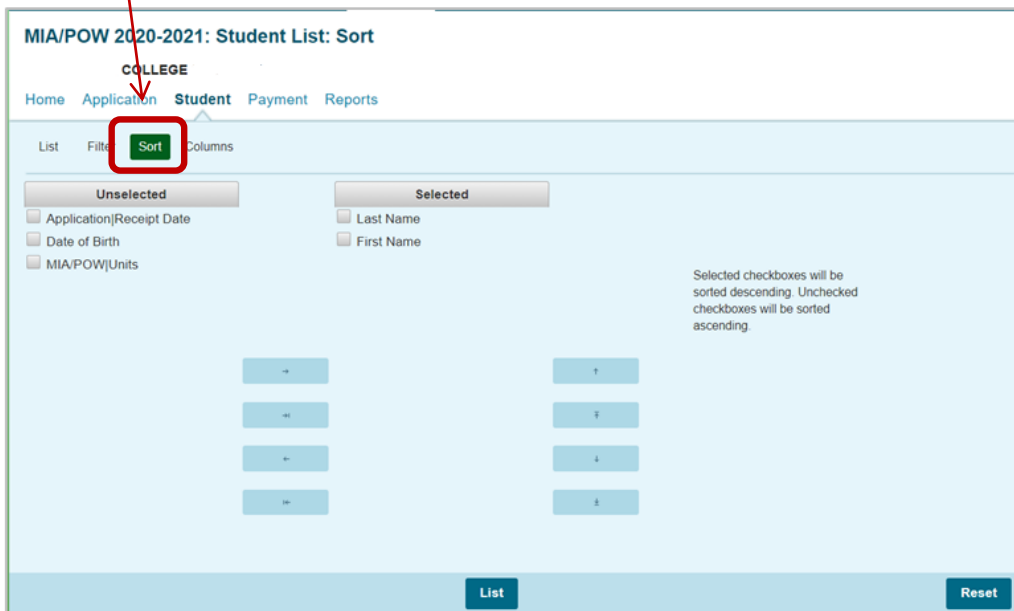 MIA/POW 2020-2021: Student List: Sort
COLLEGE
Home Application Student Payment Reports
List Filter Sort Columns
Unselected Selected
Application|Receipt Date Last Name
Date of Birth First Name
MIA/POW|Units
Selected checkboxes will be
sorted descending. Unchecked
checkboxes will be sorted
ascending.
List Reset